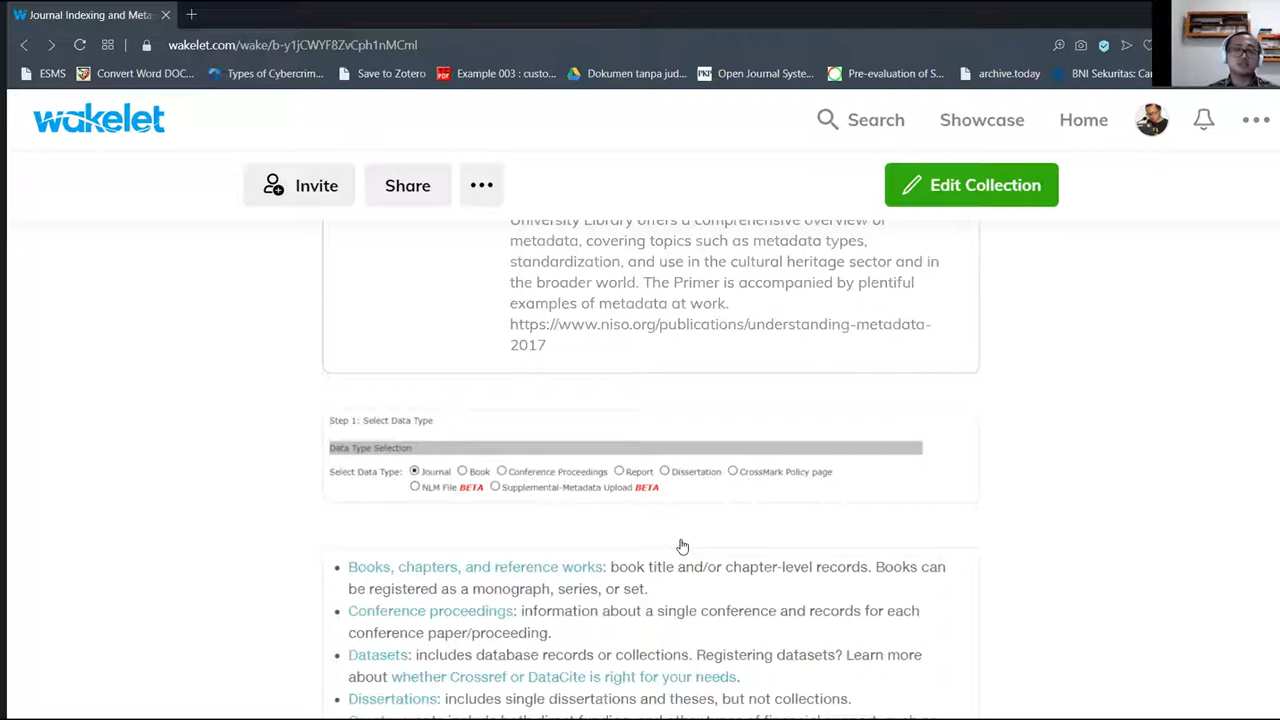 Journal Indexing and Meta
wakelet.com/wake/b-y1jCWYF8ZvCph1nMCml
ESMS Convert Word DOC... Types of Cybercrim... Save to Zotero Example 003 : custo... Dokumen tanpa jud... Open Journal Syste... Pre-evaluation of S... archive.today BNI Sekuritas: Car
wakelet Search Showcase Home
Invite Share Edit Collection
University Library offers a comprehensive overview of
metadata, covering topics such as metadata types,
standardization, and use in the cultural heritage sector and in
the broader world. The Primer is accompanied by plentiful
examples of metadata at work.
https://www.niso.org/publications/understanding-metadata-
2017
Step 1: Select Data Type
Data Type Selection
Select Data Type: Journal Book Conference Proceedings Report Dissertation CrossMark Policy page
NLM File BETA Supplemental-Metadata Upload BETA
• Books, chapters, and reference works: book title and/or chapter-level records. Books can
be registered as a monograph, series, or set.
• Conference proceedings: information about a single conference and records for each
conference paper/proceeding.
• Datasets: includes database records or collections. Registering datasets? Learn more
about whether Crossref or DataCite is right for your needs.
• Dissertations: includes single dissertations and theses, but not collections.